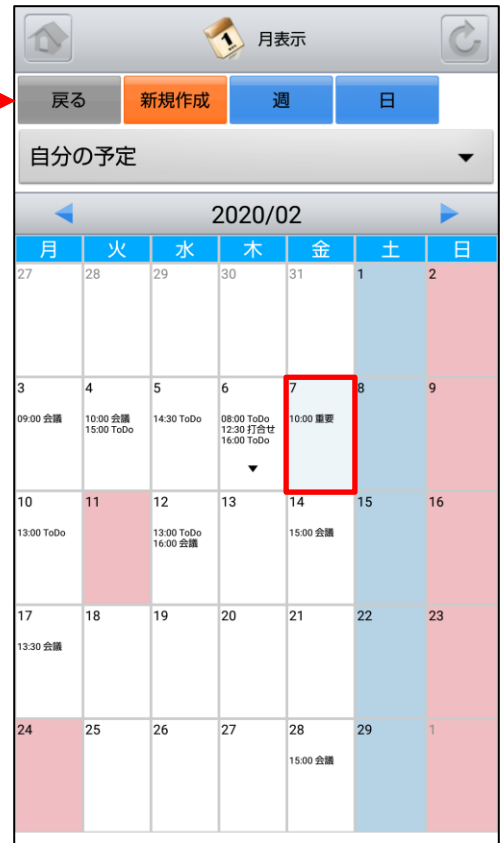 1
月表示
戻る 新規作成 週 日
自分の予定
2020/02
月 火 水 木 金 土 日
27 28 29 30 31 1 2
3 4 5 6 7 8 9
09:00 会議 10:00 会議 14:30 ToDo 08:00 ToDo 10:00 重要
15:00 ToDo 12:30 打合せ
16:00 ToDo
10 11 12 13 14 15 16
13:00 ToDo 13:00 ToDo 15:00 会議
16:00 会議
17 18 19 20 21 22 23
13:30 会議
24 25 26 27 28 29 1
15:00 会議